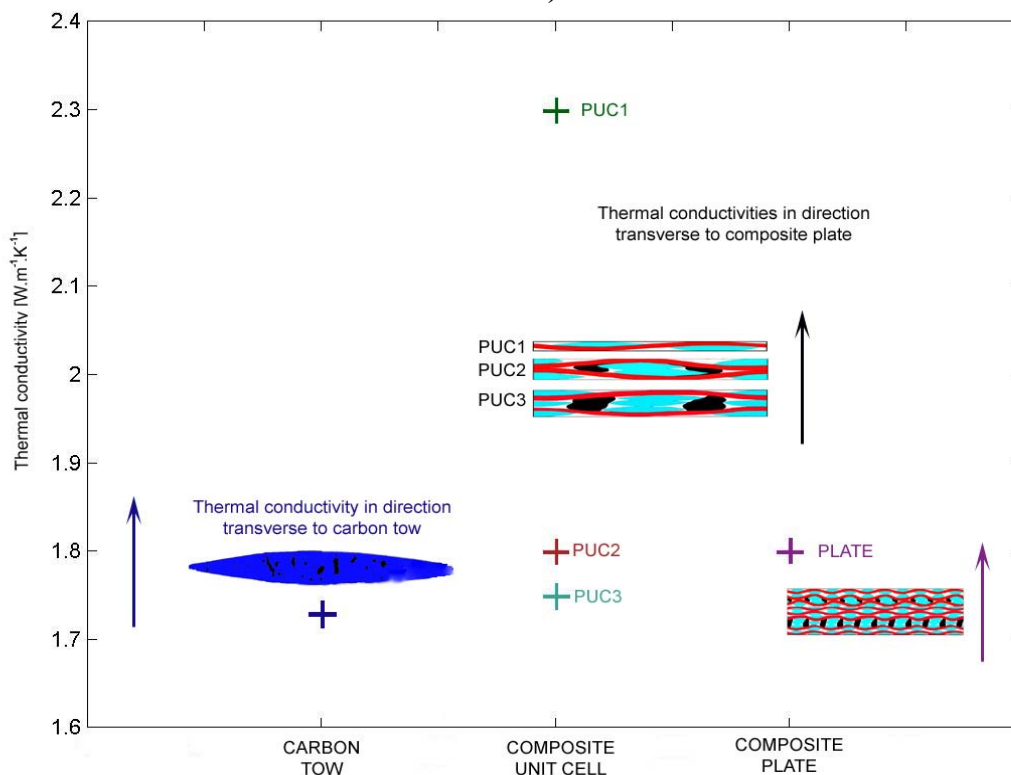 2.4
2.3
2.2
2.1
2
1.9
1.8
1.7
1.6
Thermal conductivity [W.m⁻¹.K⁻¹]
PUC1
Thermal conductivities in direction
transverse to composite plate
PUC1
PUC2
PUC3
Thermal conductivity in direction
transverse to carbon tow
PUC2
PUC3
PLATE
CARBON
TOW
COMPOSITE
UNIT CELL
COMPOSITE
PLATE